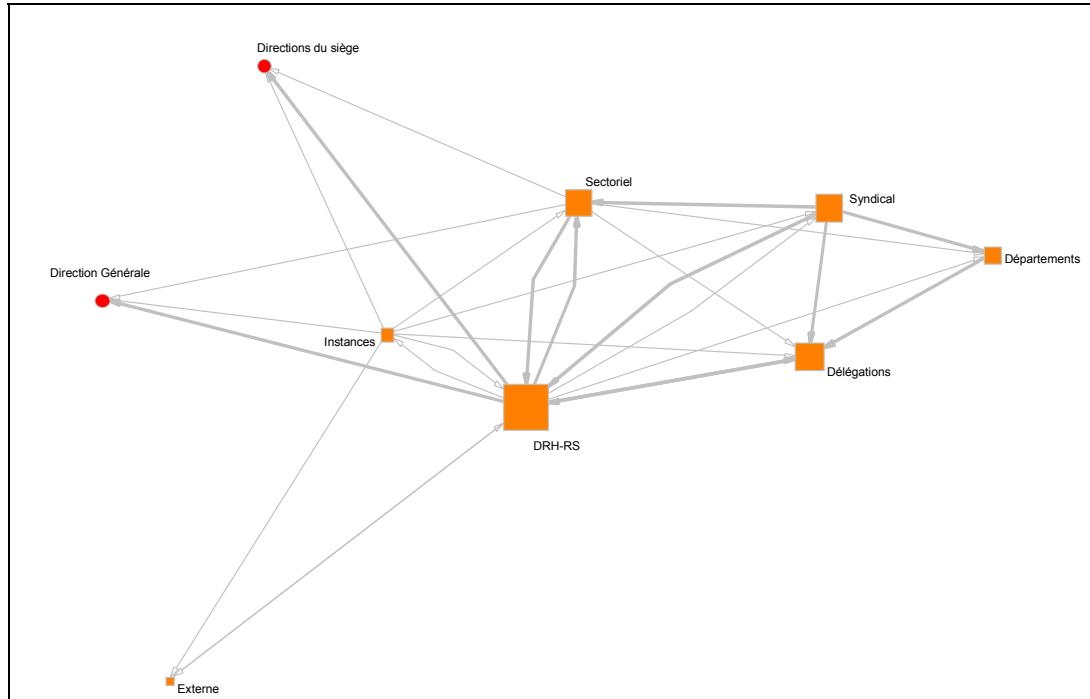 Directions du siège
Sectoriel
Syndical
Départements
Direction Générale
Instances
Délégations
DRH-RS
Externe